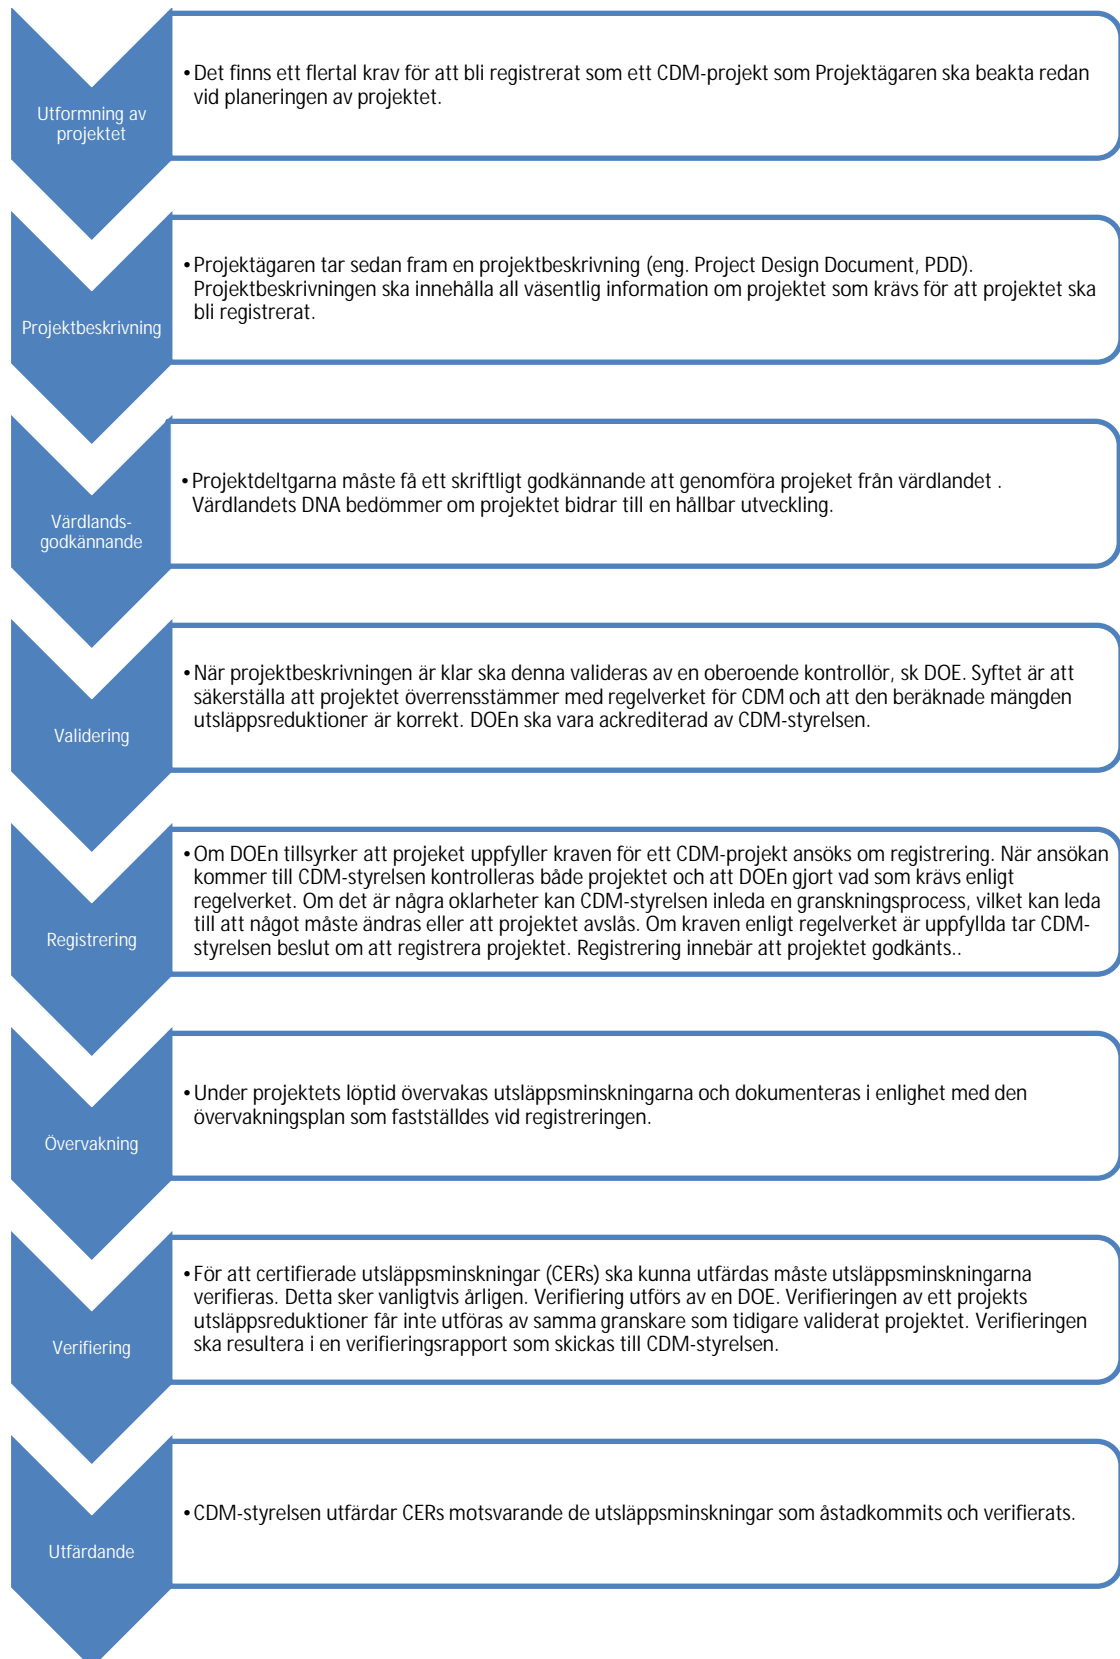 Utformning av
projektet
• Det finns ett flertal krav för att bli registrerat som ett CDM-projekt som Projektägaren ska beakta redan
vid planeringen av projektet.
Projektbeskrivning
• Projektägaren tar sedan fram en projektbeskrivning (eng. Project Design Document, PDD).
Projektbeskrivningen ska innehålla all väsentlig information om projektet som krävs för att projektet ska
bli registrerat.
Värdlands-
godkännande
• Projektdeltgarna måste få ett skriftligt godkännande att genomföra projeket från värdlandet .
Värdlandets DNA bedömmer om projektet bidrar till en hållbar utveckling.
Validering
• När projektbeskrivningen är klar ska denna valideras av en oberoende kontrollör, sk DOE. Syftet är att
säkerställa att projektet överrensstämmer med regelverket för CDM och att den beräknade mängden
utsläppsreduktioner är korrekt. DOEn ska vara ackrediterad av CDM-styrelsen.
Registrering
• Om DOEn tillsyrker att projeket uppfyller kraven för ett CDM-projekt ansöks om registrering. När ansökan
kommer till CDM-styrelsen kontrolleras både projektet och att DOEn gjort vad som krävs enligt
regelverket. Om det är några oklarheter kan CDM-styrelsen inleda en granskningsprocess, vilket kan leda
till att något måste ändras eller att projektet avslås. Om kraven enligt regelverket är uppfyllda tar CDM-
styrelsen beslut om att registrera projektet. Registrering innebär att projektet godkänts..
Övervakning
• Under projektets löptid övervakas utsläppsminskningarna och dokumenteras i enlighet med den
övervakningsplan som fastställdes vid registreringen.
Verifiering
• För att certifierade utsläppsminskningar (CERs) ska kunna utfärdas måste utsläppsminskningarna
verifieras. Detta sker vanligtvis årligen. Verifiering utförs av en DOE. Verifieringen av ett projekts
utsläppsreduktioner får inte utföras av samma granskare som tidigare validerat projektet. Verifieringen
ska resultera i en verifieringsrapport som skickas till CDM-styrelsen.
Utfärdande
• CDM-styrelsen utfärdar CERs motsvarande de utsläppsminskningar som åstadkommits och verifierats.